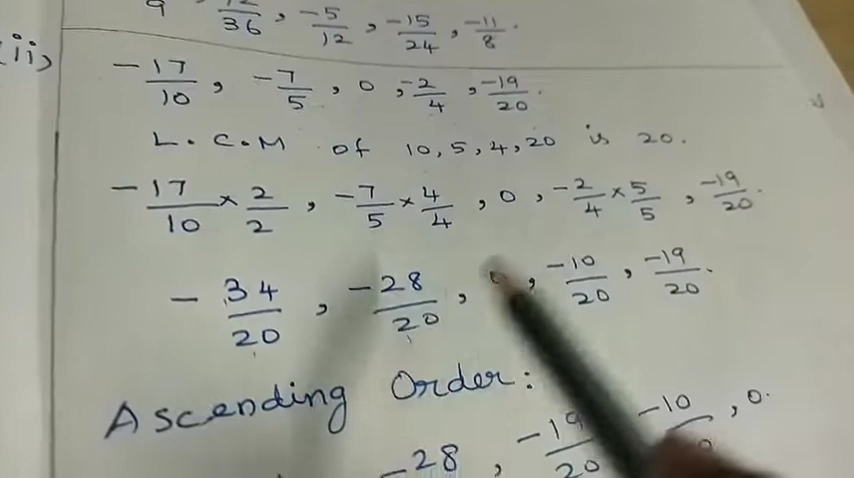 9 , 12/36 , -5/12 , -15/24 , -11/8 .
(ii) -17/10 , -7/5 , 0 , -2/4 , -19/20 .
L.C.M of 10, 5, 4, 20 is 20.
-17/10 × 2/2 , -7/5 × 4/4 , 0 , -2/4 × 5/5 , -19/20 .
-34/20 , -28/20 , 0 , -10/20 , -19/20 .
Ascending Order:
-28 , -19/20 -10 , 0 .